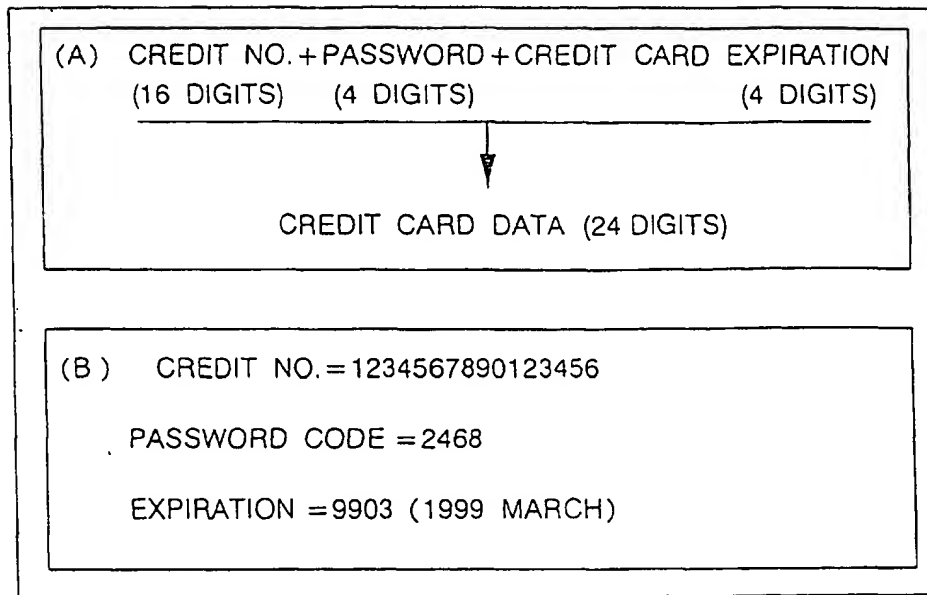 (A) CREDIT NO.+PASSWORD+CREDIT CARD EXPIRATION
(16 DIGITS) (4 DIGITS) (4 DIGITS)
CREDIT CARD DATA (24 DIGITS)
(B) CREDIT NO.=1234567890123456
PASSWORD CODE =2468
EXPIRATION =9903 (1999 MARCH)